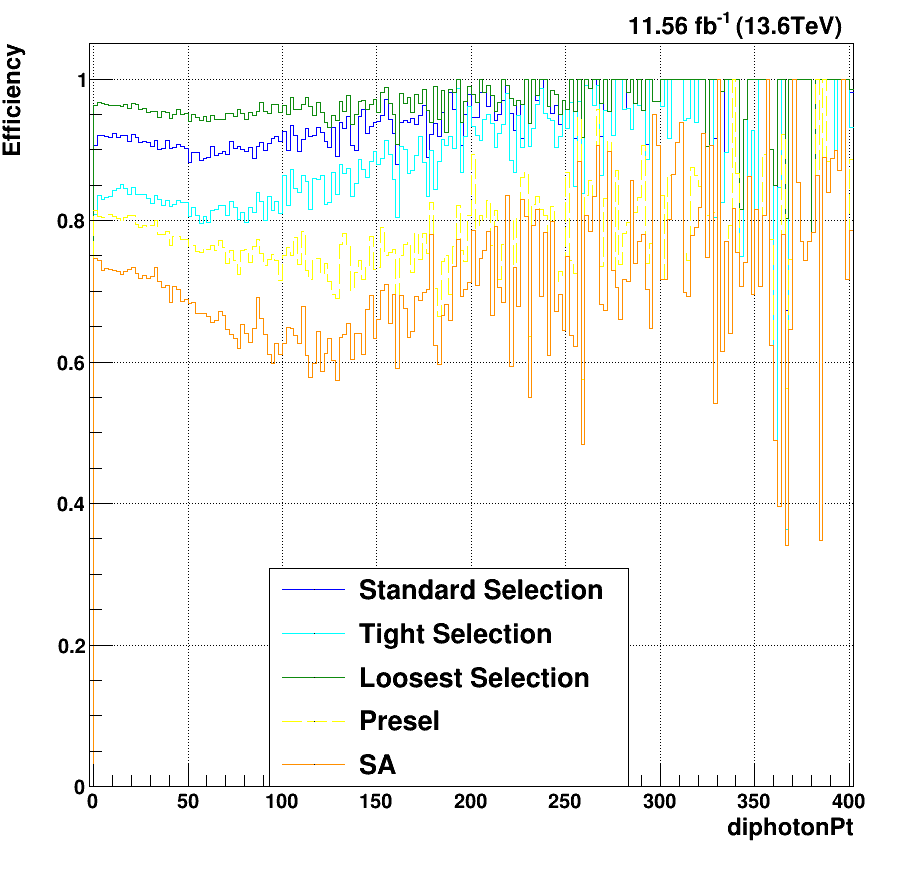 11.56 fb-1 (13.6TeV)
Efficiency
1
0.8
0.6
0.4
0.2
0
Standard Selection
Tight Selection
Loosest Selection
Presel
SA
0 50 100 150 200 250 300 350 400
diphotonPt